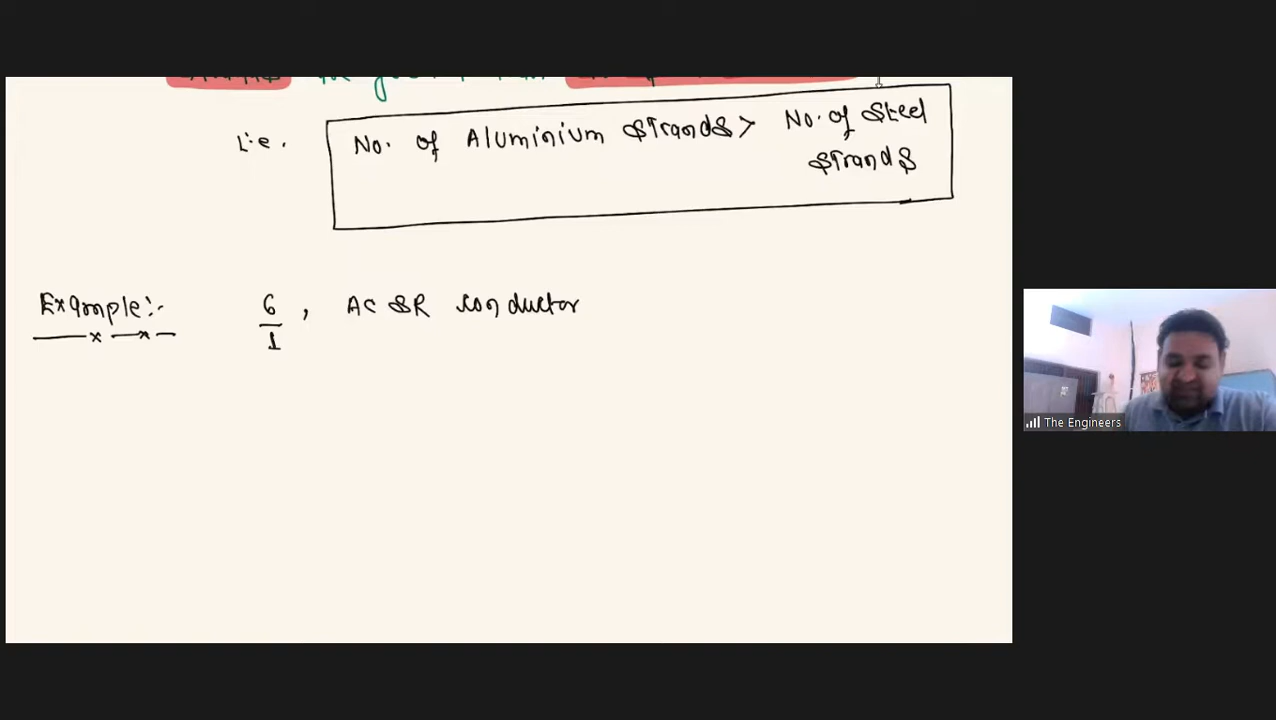 i.e. No. of Aluminium strands > No. of Steel
strands
Example:- 6/1, ACSR conductor
The Engineers